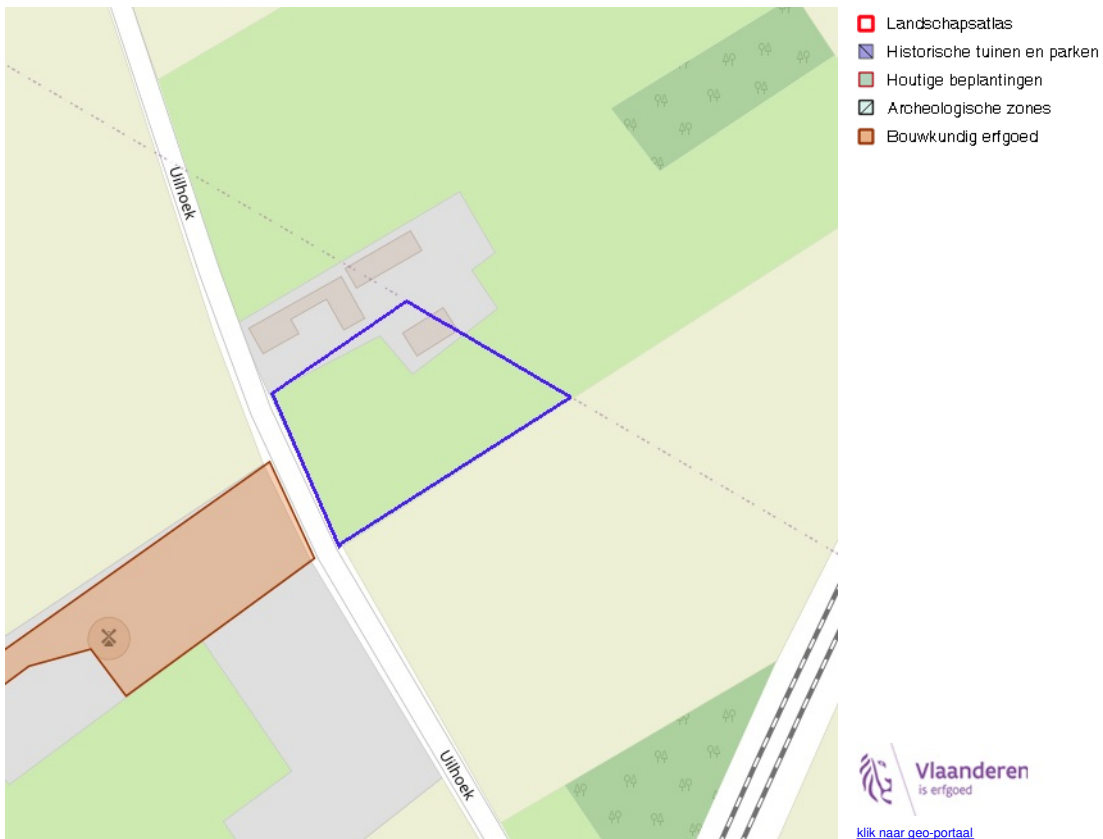 Landschapsatlas
Historische tuinen en parken
Houtige beplantingen
Archeologische zones
Bouwkundig erfgoed
Uilhoek
Uilhoek
Vlaanderen
is erfgoed
klik naar geo-portaal